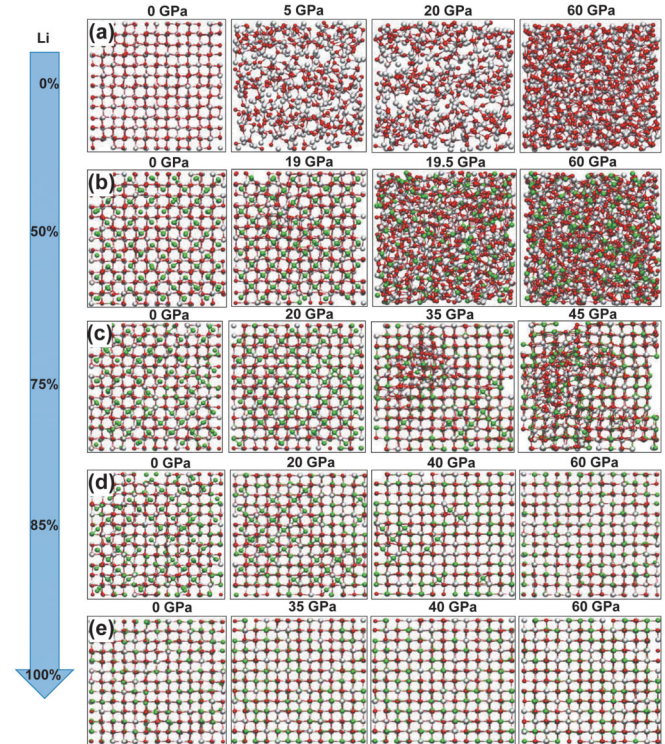 0 GPa 5 GPa 20 GPa 60 GPa
Li
(a)
0%
0 GPa 19 GPa 19.5 GPa 60 GPa
(b)
50%
0 GPa 20 GPa 35 GPa 45 GPa
(c)
75%
0 GPa 20 GPa 40 GPa 60 GPa
(d)
85%
0 GPa 35 GPa 40 GPa 60 GPa
(e)
100%